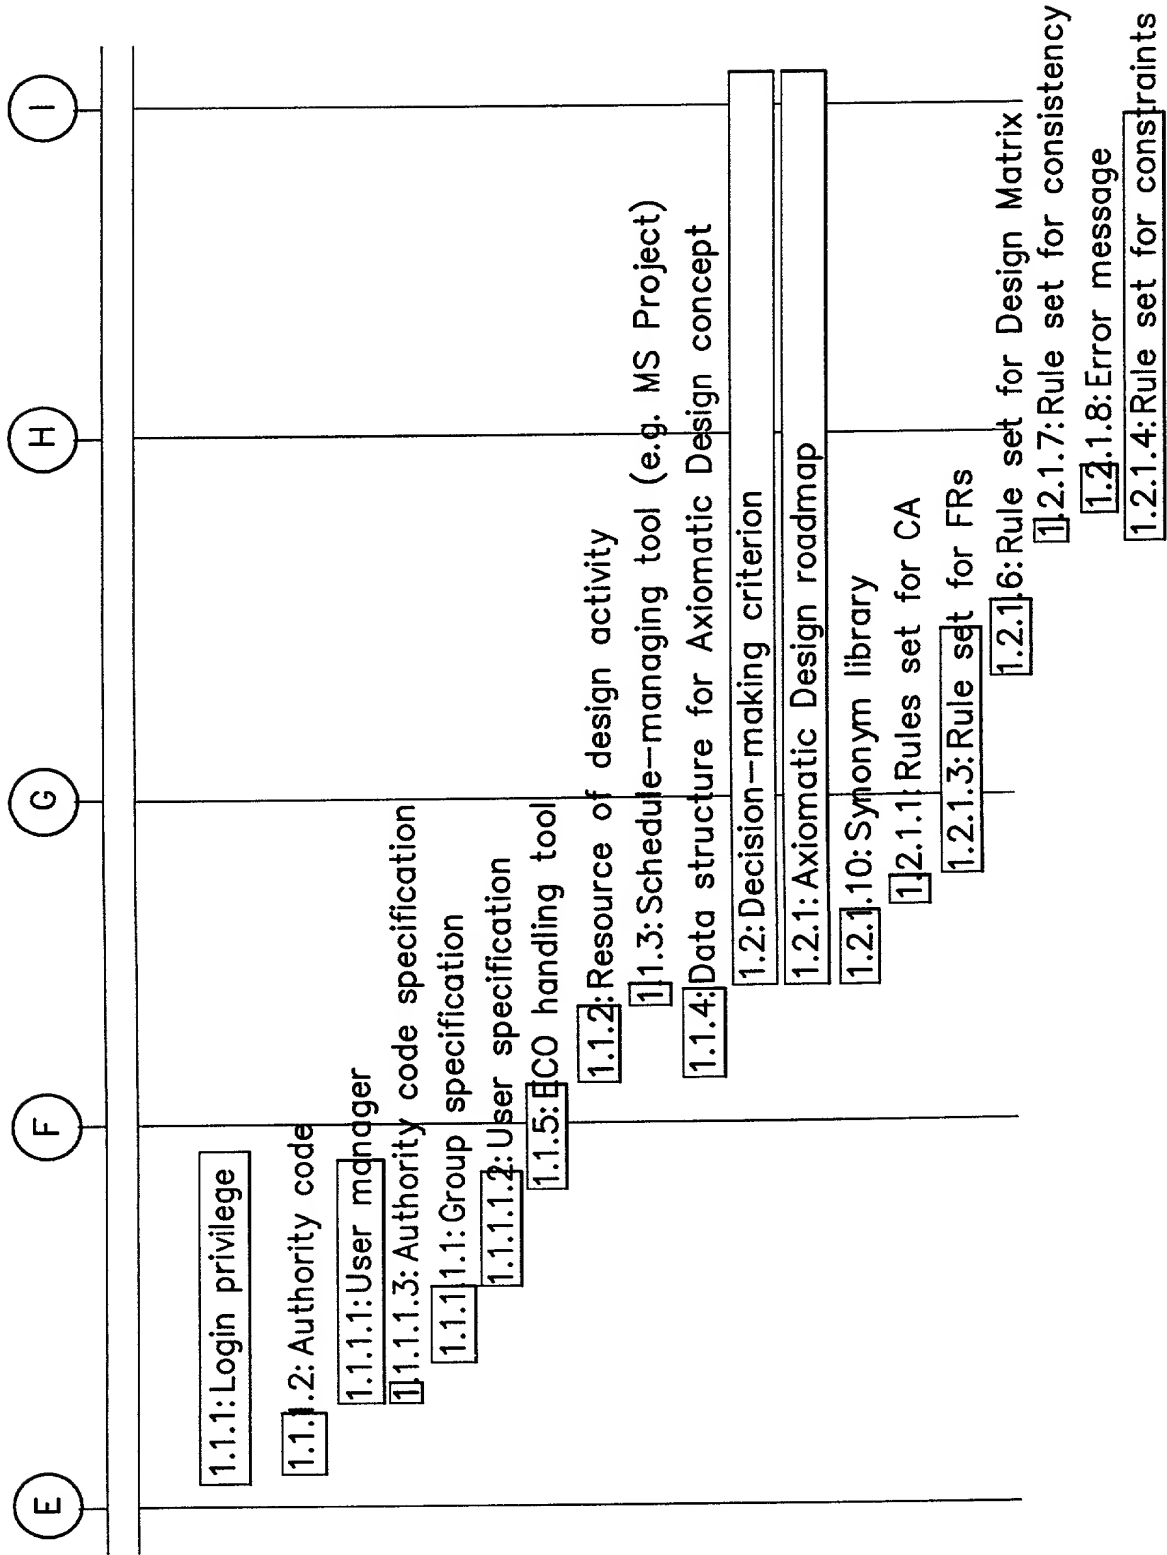 E
F
G
H
I
1.1.1: Login privilege
1.1.1.2: Authority code
1.1.1.1: User manager
1.1.1.1.3: Authority code specification
1.1.1.1.1: Group specification
1.1.1.1.2: User specification
1.1.5: ECO handling tool
1.1.2: Resource of design activity
1.1.3: Schedule-managing tool (e.g. MS Project)
1.1.4: Data structure for Axiomatic Design concept
1.2: Decision-making criterion
1.2.1: Axiomatic Design roadmap
1.2.1.10: Synonym library
1.2.1.1: Rules set for CA
1.2.1.3: Rule set for FRs
1.2.1.6: Rule set for Design Matrix
1.2.1.7: Rule set for consistency
1.2.1.8: Error message
1.2.1.4: Rule set for constraints